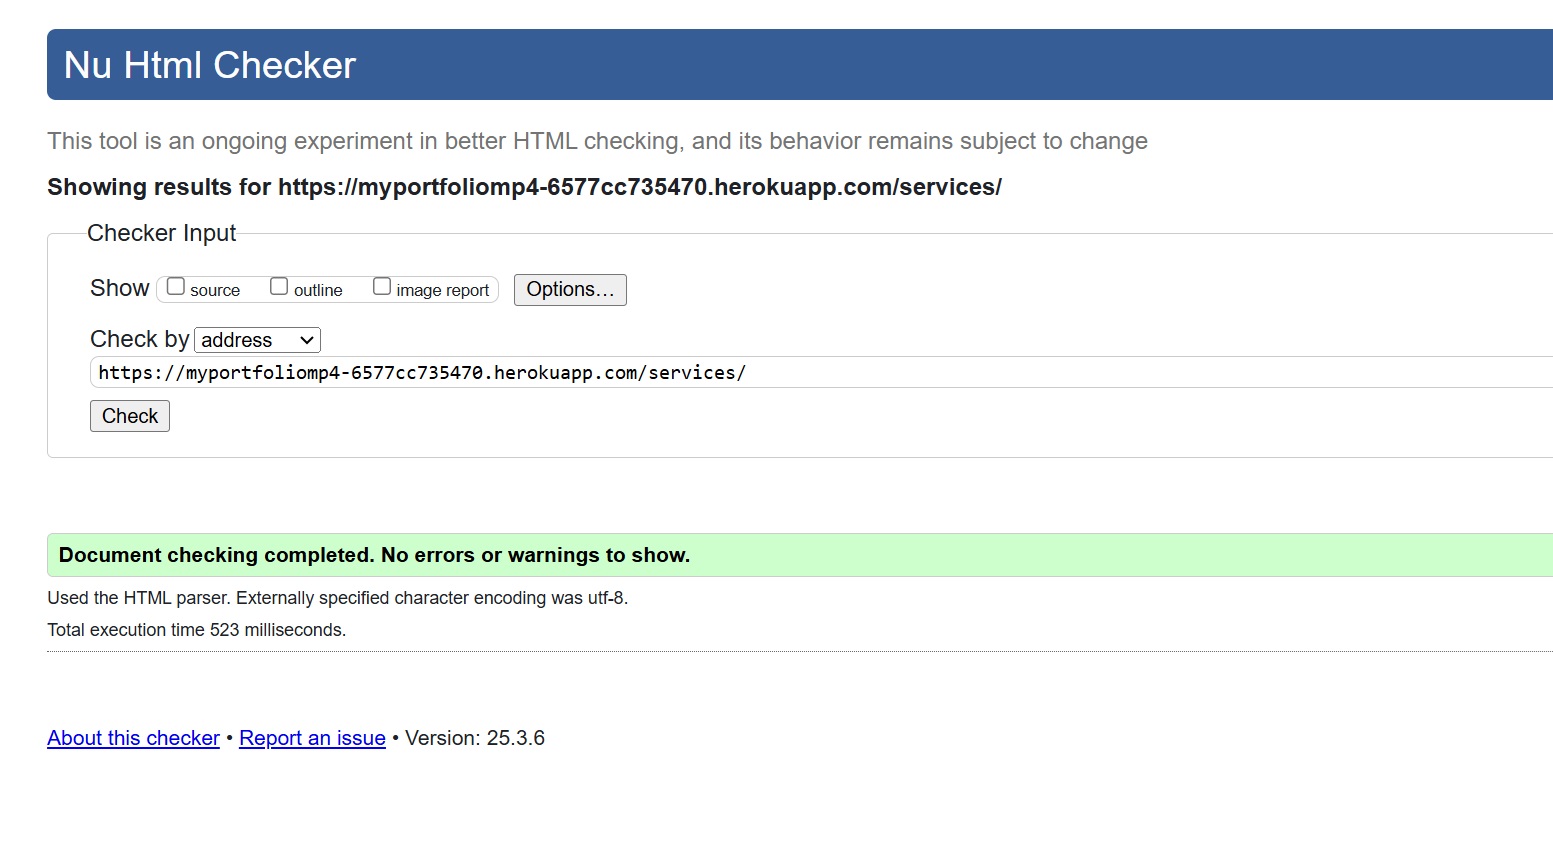 Nu Html Checker
This tool is an ongoing experiment in better HTML checking, and its behavior remains subject to change
Showing results for https://myportfoliomp4-6577cc735470.herokuapp.com/services/
Checker Input
Show source outline image report Options...
Check by address
https://myportfoliomp4-6577cc735470.herokuapp.com/services/
Check
Document checking completed. No errors or warnings to show.
Used the HTML parser. Externally specified character encoding was utf-8.
Total execution time 523 milliseconds.
About this checker • Report an issue • Version: 25.3.6